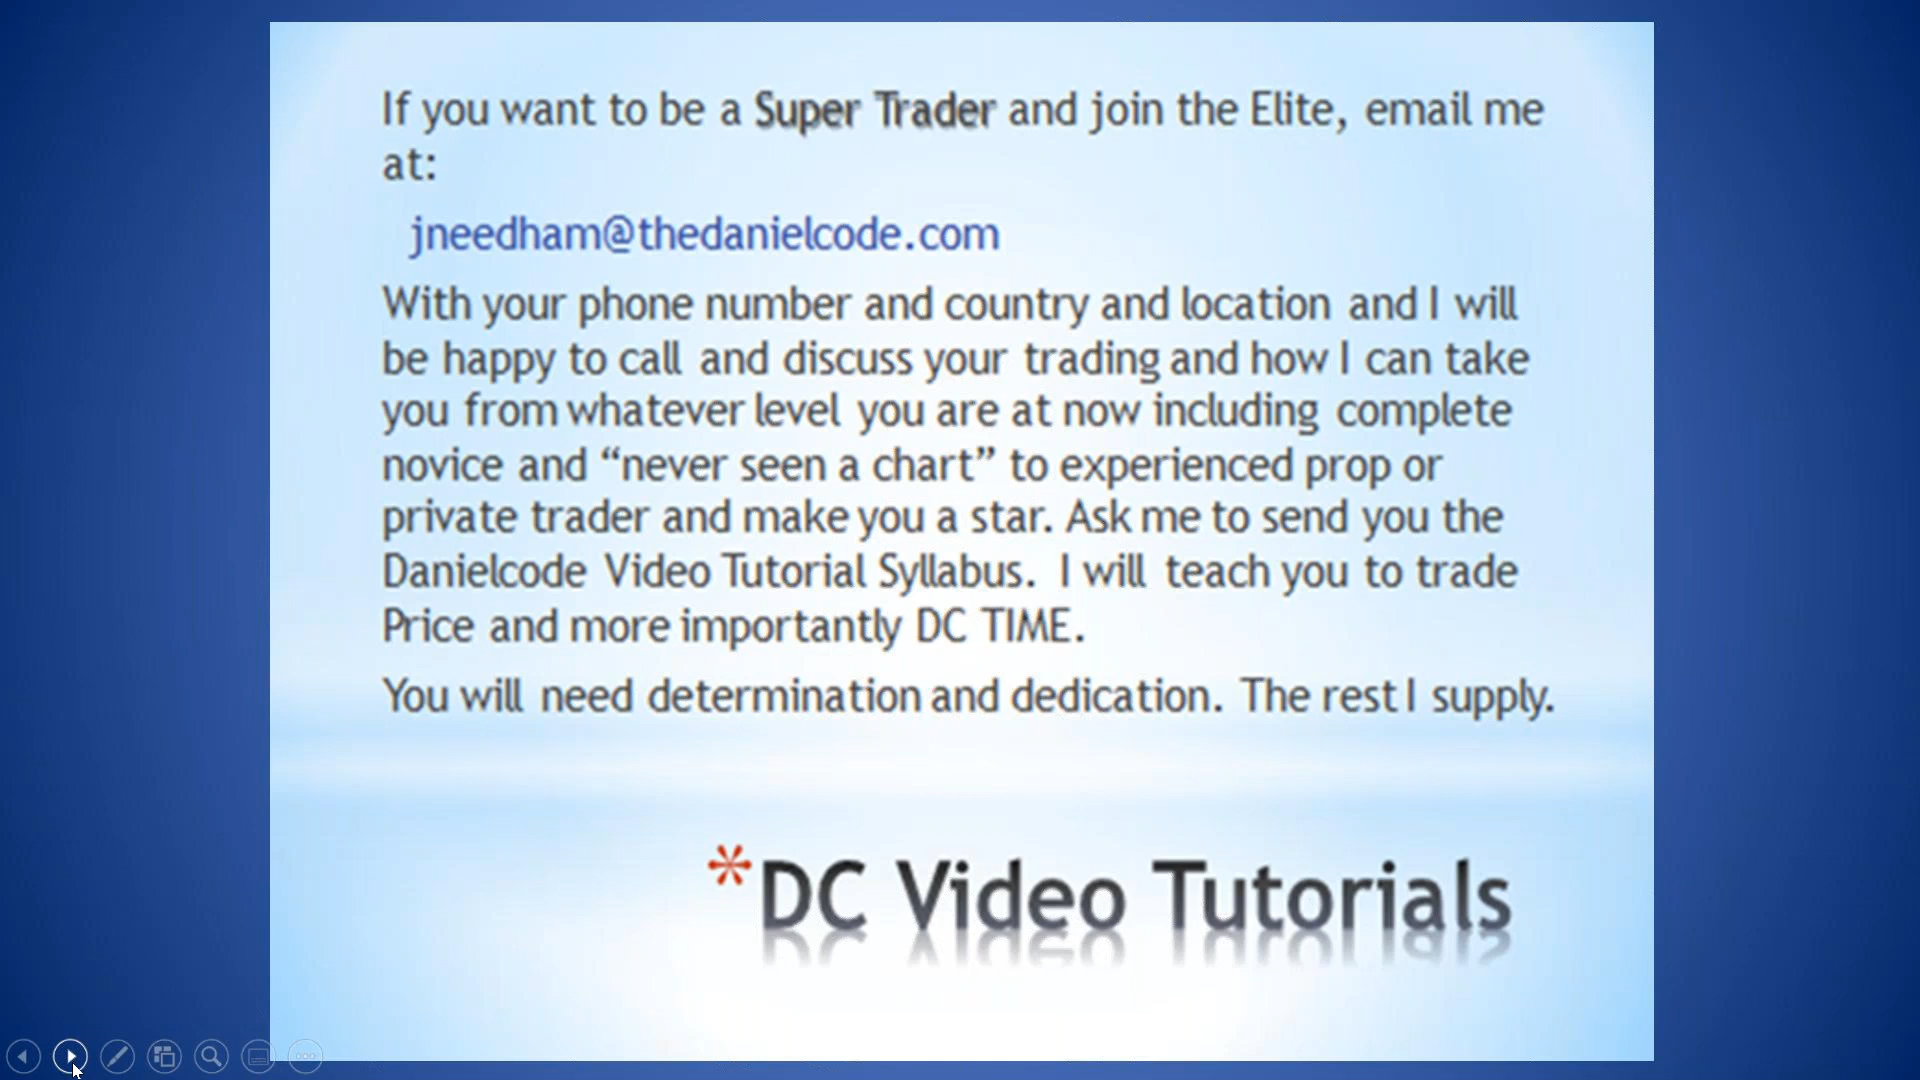 If you want to be a Super Trader and join the Elite, email me
at:
jneedham@thedanielcode.com
With your phone number and country and location and I will
be happy to call and discuss your trading and how I can take
you from whatever level you are at now including complete
novice and “never seen a chart” to experienced prop or
private trader and make you a star. Ask me to send you the
Danielcode Video Tutorial Syllabus. I will teach you to trade
Price and more importantly DC TIME.
You will need determination and dedication. The rest I supply.
*DC Video Tutorials